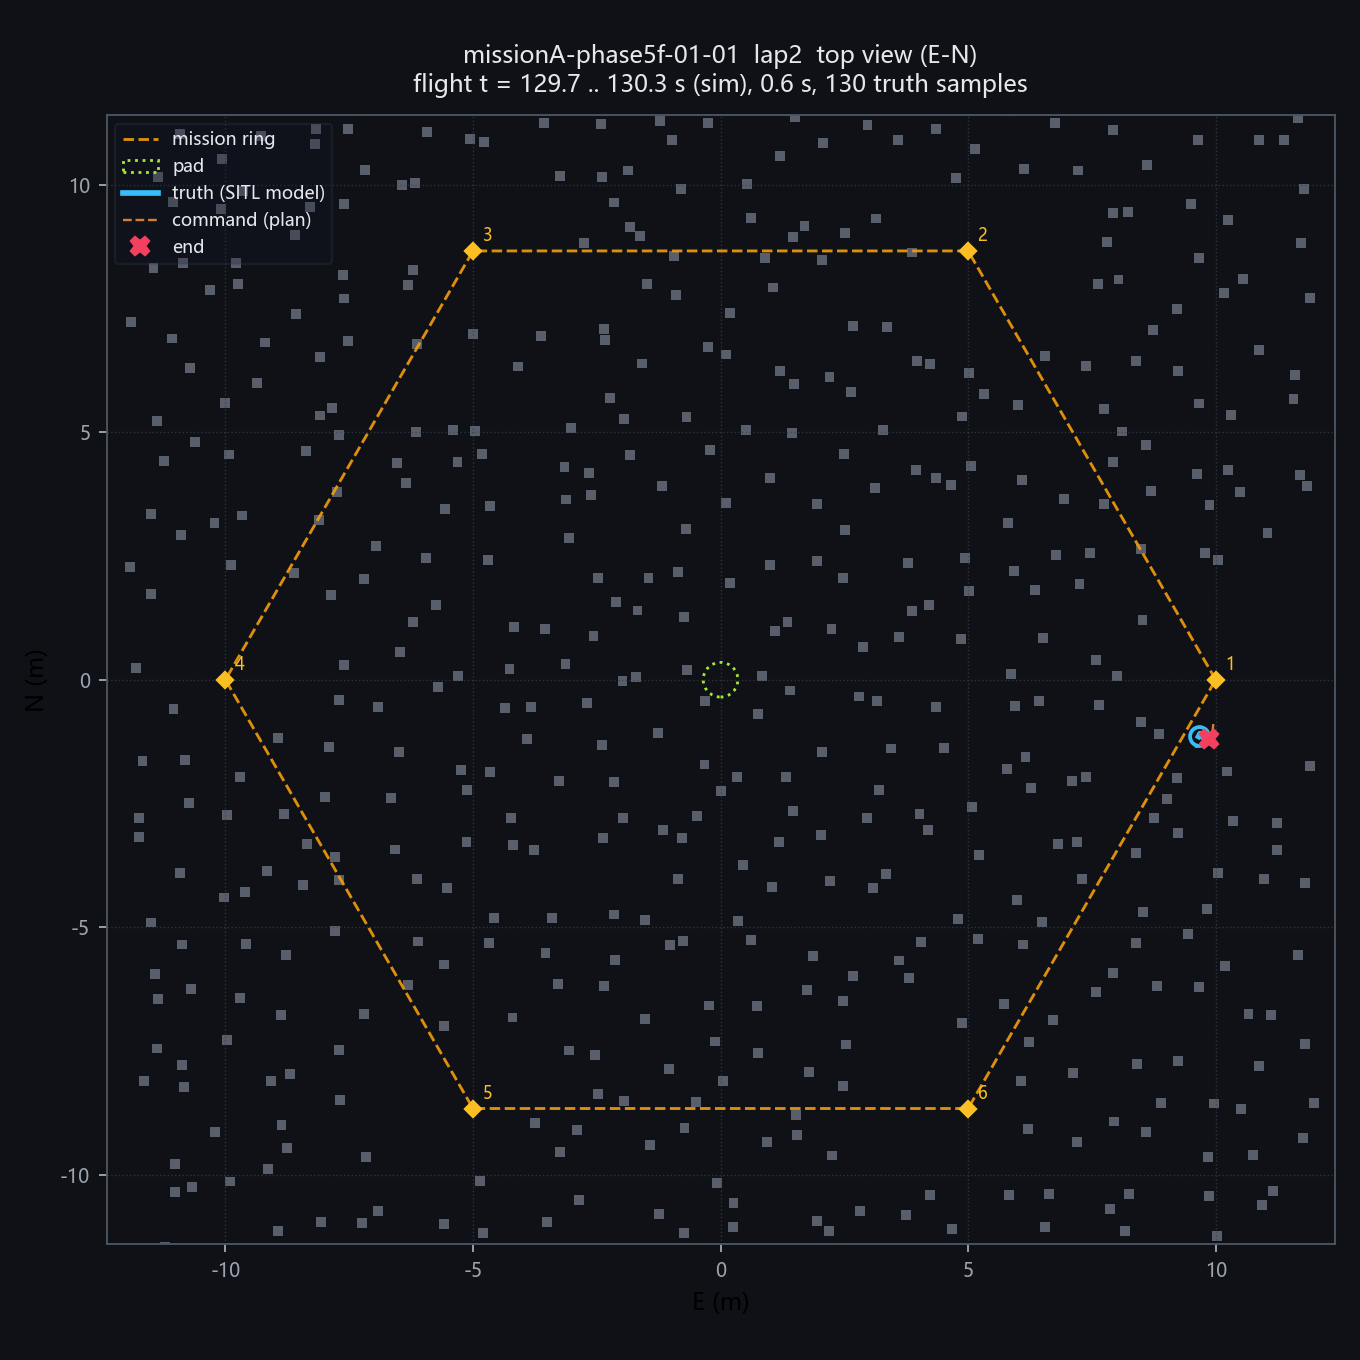 missionA-phase5f-01-01  lap2  top view (E-N)
flight t = 129.7 .. 130.3 s (sim), 0.6 s, 130 truth samples
mission ring
pad
truth (SITL model)
command (plan)
end
3
2
4
1
5
6
10
5
0
-5
-10
N (m)
-10
-5
0
5
10
E (m)